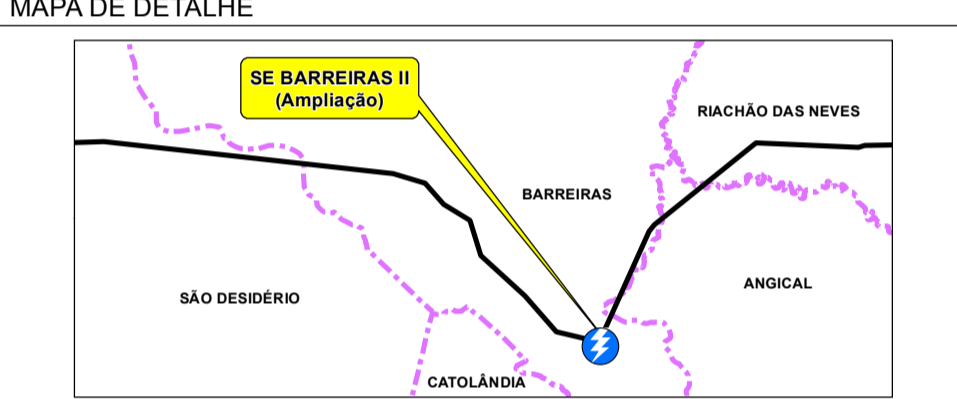 MAPA DE DETALHE
SE BARREIRAS II
(Ampliação)
RIACHÃO DAS NEVES
BARREIRAS
ANGICAL
SÃO DESIDÉRIO
CATOLÂNDIA